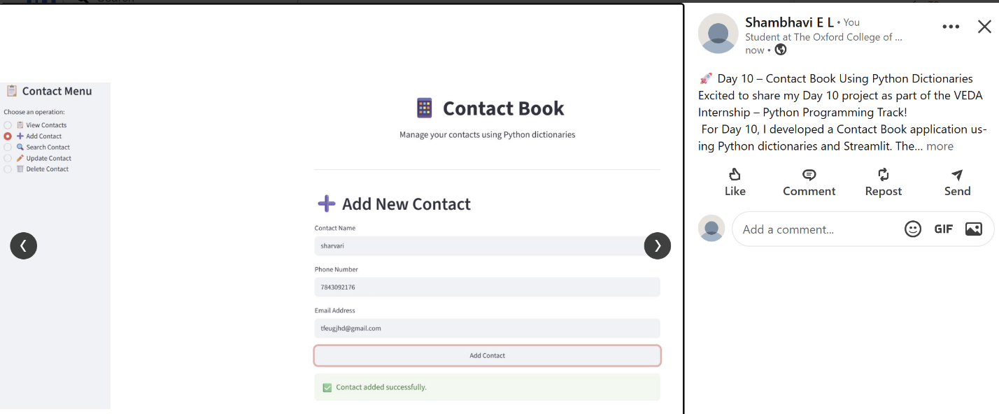 Contact Menu
Choose an operation:
View Contacts
Add Contact
Search Contact
Update Contact
Delete Contact
Contact Book
Manage your contacts using Python dictionaries
Add New Contact
Contact Name
sharvari
Phone Number
7843092176
Email Address
tfeugjhd@gmail.com
Add Contact
Contact added successfully.
Shambhavi E L • You
Student at The Oxford College of ...
now •
🚀 Day 10 – Contact Book Using Python Dictionaries
Excited to share my Day 10 project as part of the VEDA
Internship – Python Programming Track!
For Day 10, I developed a Contact Book application us-
ing Python dictionaries and Streamlit. The... more
Like
Comment
Repost
Send
Add a comment...
GIF